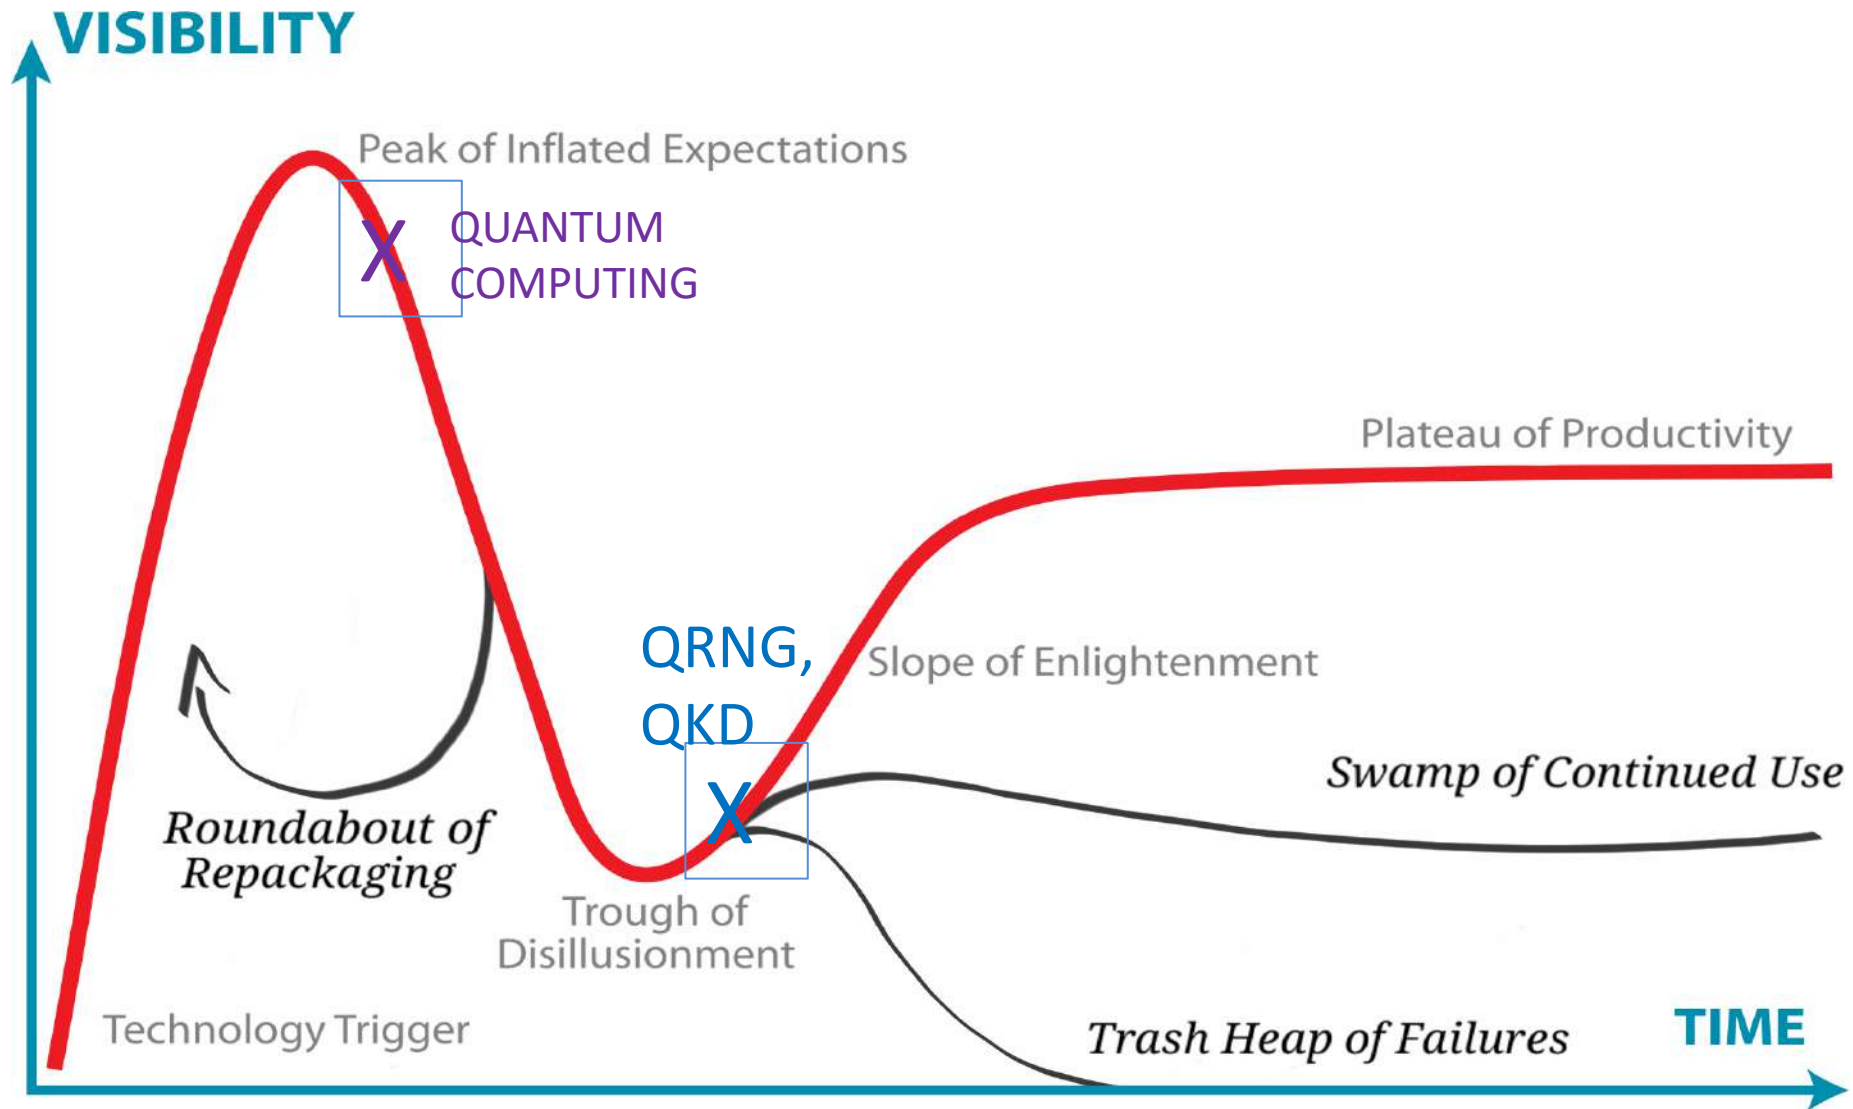 VISIBILITY
Peak of Inflated Expectations
X
QUANTUM
COMPUTING
Plateau of Productivity
QRNG,
QKD
X
Slope of Enlightenment
Swamp of Continued Use
Roundabout of
Repackaging
Trough of
Disillusionment
Technology Trigger
Trash Heap of Failures
TIME